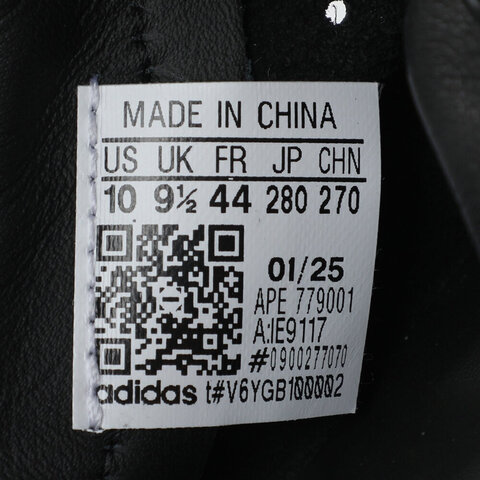 MADE IN CHINA
US UK FR JP CHN
10 9½ 44 280 270
01/25
APE 779001
A:IE9117
#0900277070
adidas t#V6YGB100002